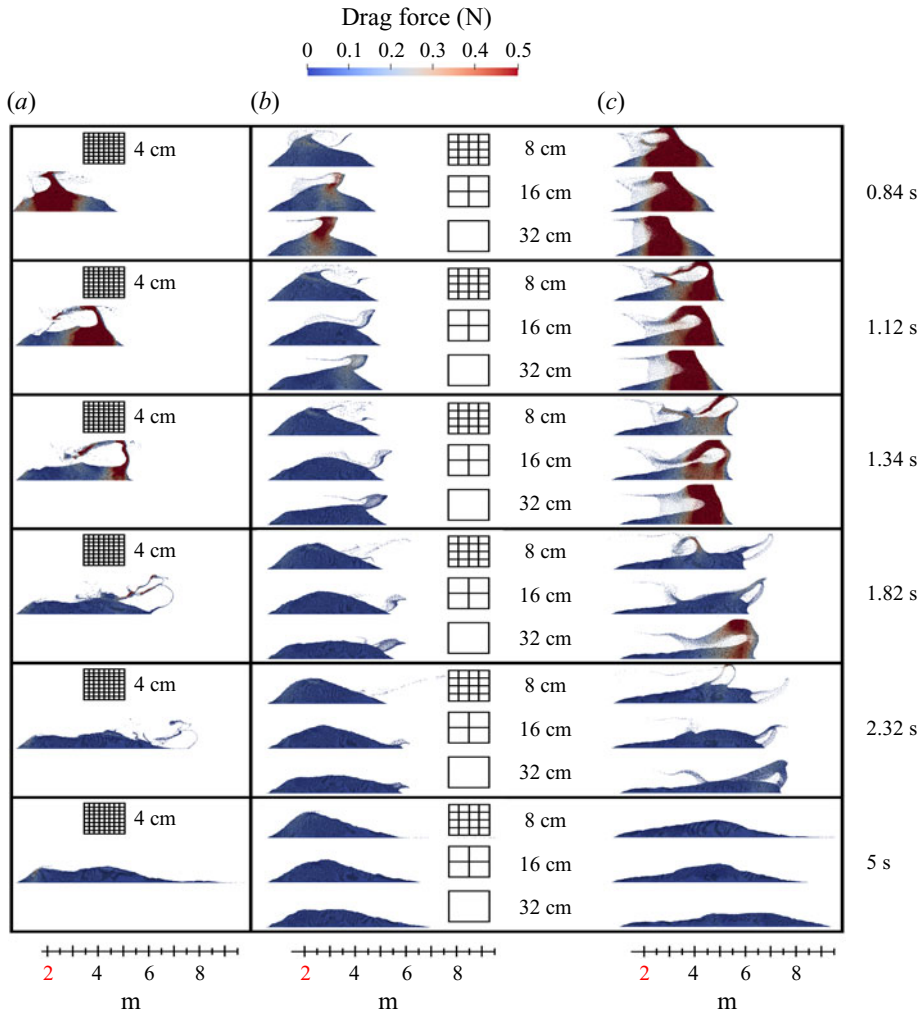 Drag force (N)
0 0.1 0.2 0.3 0.4 0.5
(a) (b) (c)
4 cm 8 cm
16 cm 0.84 s
32 cm
4 cm 8 cm
16 cm 1.12 s
32 cm
4 cm 8 cm
16 cm 1.34 s
32 cm
4 cm 8 cm
16 cm 1.82 s
32 cm
4 cm 8 cm
16 cm 2.32 s
32 cm
4 cm 8 cm
16 cm 5 s
32 cm
2 4 6 8 2 4 6 8 2 4 6 8
m m m